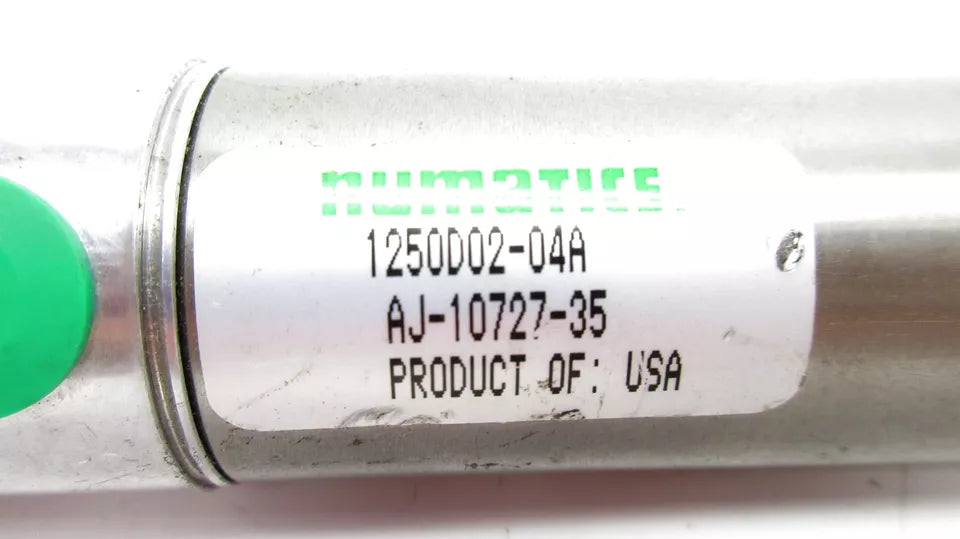 numatics
1250D02-04A
AJ-10727-35
PRODUCT OF: USA